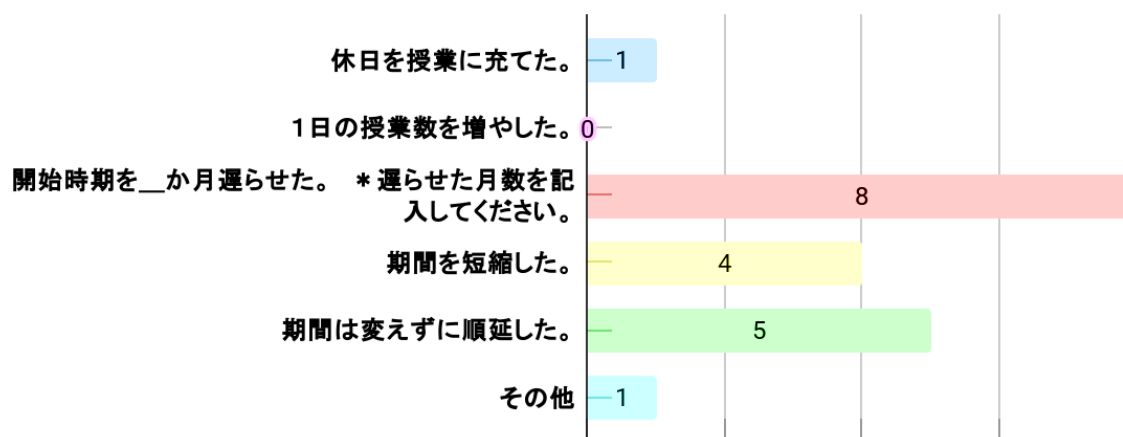 休日を授業に充てた。
1
1日の授業数を増やした。
0
開始時期を__か月遅らせた。　＊遅らせた月数を記
入してください。
8
期間を短縮した。
4
期間は変えずに順延した。
5
その他
1